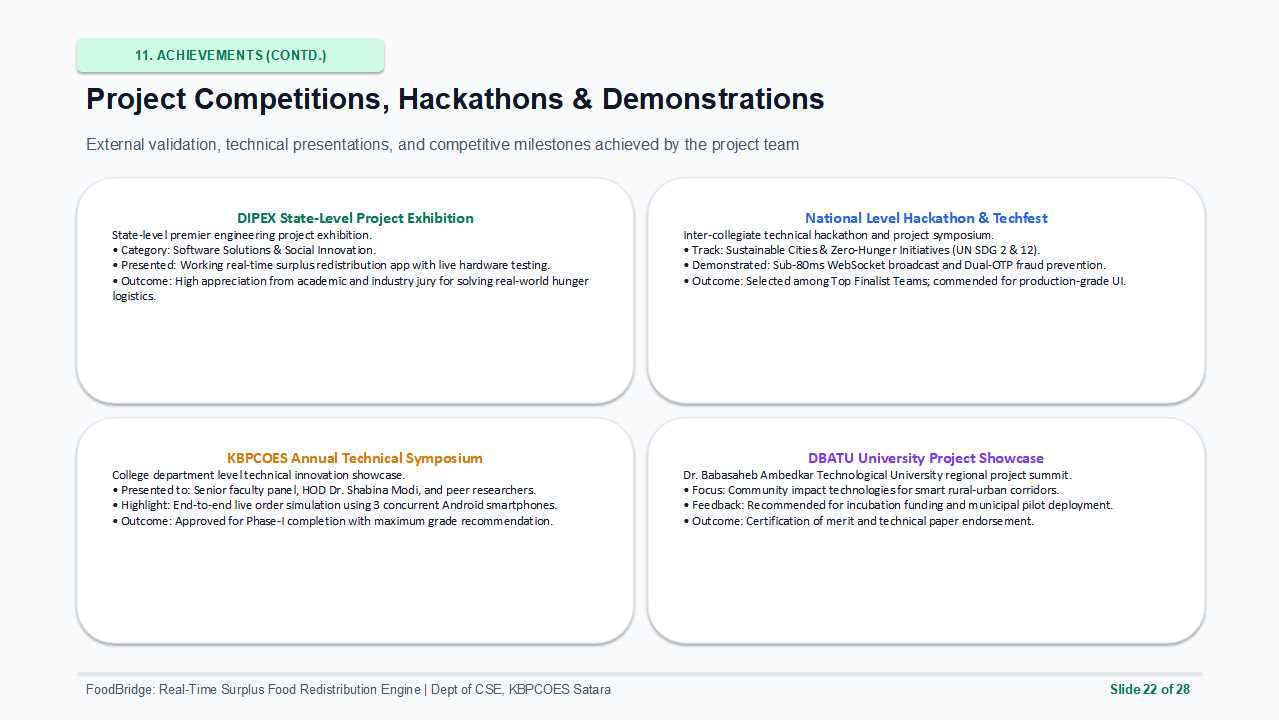 11. ACHIEVEMENTS (CONTD.)
Project Competitions, Hackathons & Demonstrations
External validation, technical presentations, and competitive milestones achieved by the project team
DIPEX State-Level Project Exhibition
State-level premier engineering project exhibition.
• Category: Software Solutions & Social Innovation.
• Presented: Working real-time surplus redistribution app with live hardware testing.
• Outcome: High appreciation from academic and industry jury for solving real-world hunger
logistics.
National Level Hackathon & Techfest
Inter-collegiate technical hackathon and project symposium.
• Track: Sustainable Cities & Zero-Hunger Initiatives (UN SDG 2 & 12).
• Demonstrated: Sub-80ms WebSocket broadcast and Dual-OTP fraud prevention.
• Outcome: Selected among Top Finalist Teams; commended for production-grade UI.
KBPCOES Annual Technical Symposium
College department level technical innovation showcase.
• Presented to: Senior faculty panel, HOD Dr. Shabina Modi, and peer researchers.
• Highlight: End-to-end live order simulation using 3 concurrent Android smartphones.
• Outcome: Approved for Phase-I completion with maximum grade recommendation.
DBATU University Project Showcase
Dr. Babasaheb Ambedkar Technological University regional project summit.
• Focus: Community impact technologies for smart rural-urban corridors.
• Feedback: Recommended for incubation funding and municipal pilot deployment.
• Outcome: Certification of merit and technical paper endorsement.
FoodBridge: Real-Time Surplus Food Redistribution Engine | Dept of CSE, KBPCOES Satara
Slide 22 of 28